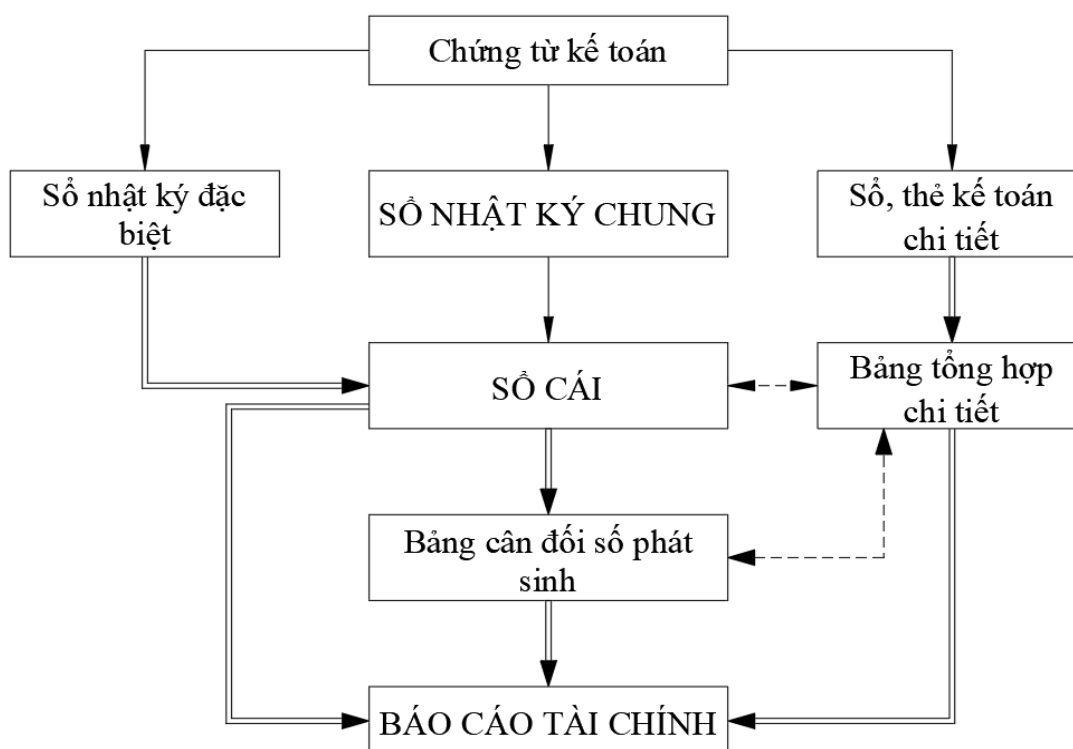 Chứng từ kế toán
Sổ nhật ký đặc
biệt
SỔ NHẬT KÝ CHUNG
Sổ, thẻ kế toán
chi tiết
SỔ CÁI
Bảng tổng hợp
chi tiết
Bảng cân đối số phát
sinh
BÁO CÁO TÀI CHÍNH